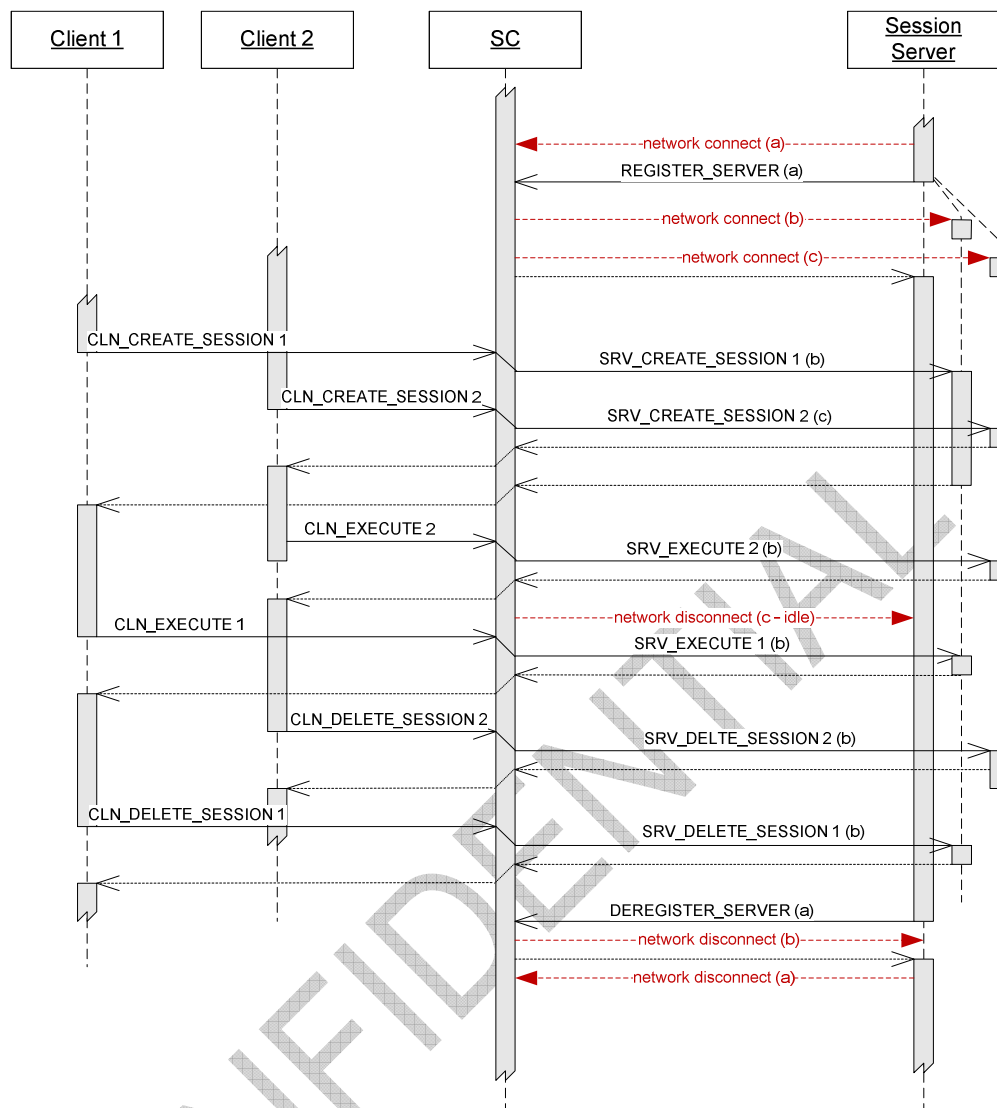 Client 1
Client 2
SC
Session
Server
network connect (a)
REGISTER_SERVER (a)
network connect (b)
network connect (c)
CLN_CREATE_SESSION 1
SRV_CREATE_SESSION 1 (b)
CLN_CREATE_SESSION 2
SRV_CREATE_SESSION 2 (c)
CLN_EXECUTE 2
SRV_EXECUTE 2 (b)
network disconnect (c – idle)
CLN_EXECUTE 1
SRV_EXECUTE 1 (b)
CLN_DELETE_SESSION 2
SRV_DELTE_SESSION 2 (b)
CLN_DELETE_SESSION 1
SRV_DELETE_SESSION 1 (b)
DEREGISTER_SERVER (a)
network disconnect (b)
network disconnect (a)
NFIDENTIAL